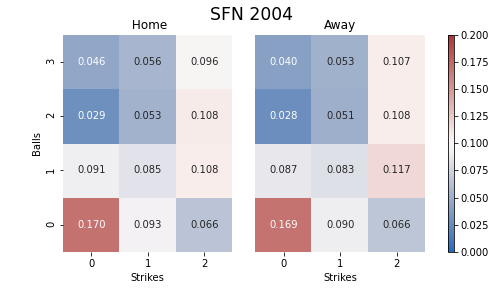 SFN 2004
Home
Away
Balls
3
2
1
0
0.046 0.056 0.096
0.029 0.053 0.108
0.091 0.085 0.108
0.170 0.093 0.066
0 1 2
Strikes
0.040 0.053 0.107
0.028 0.051 0.108
0.087 0.083 0.117
0.169 0.090 0.066
0 1 2
Strikes
0.200
0.175
0.150
0.125
0.100
0.075
0.050
0.025
0.000